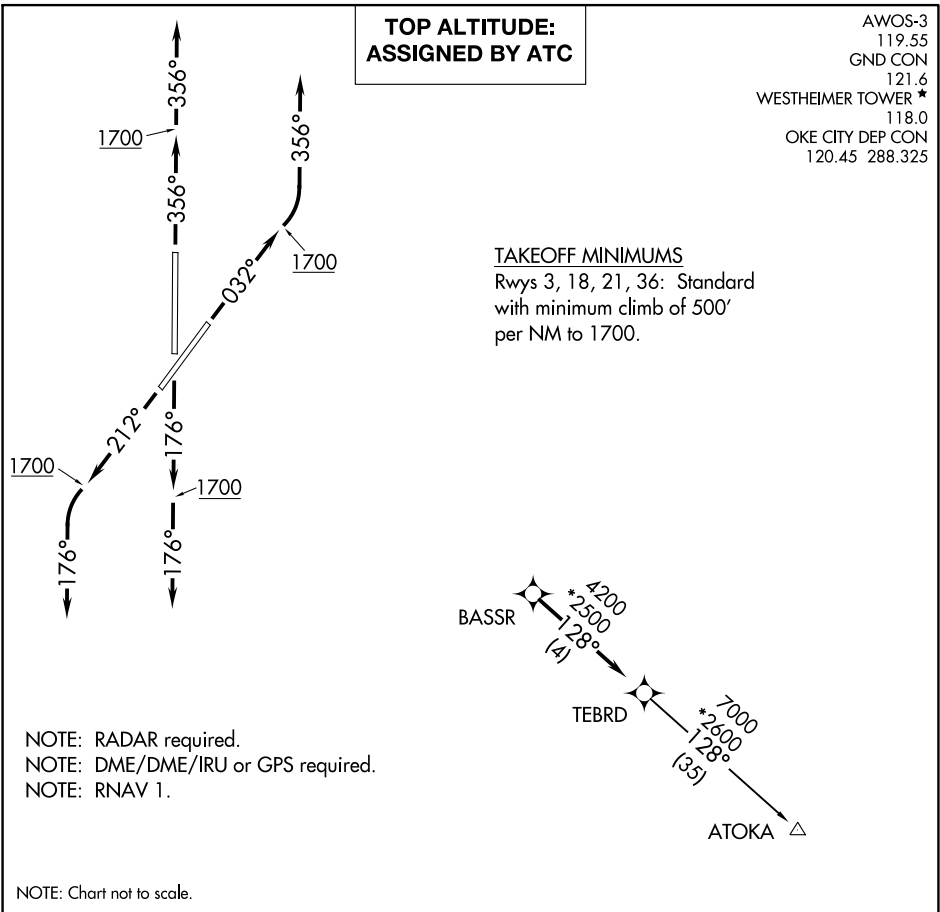 TOP ALTITUDE:
ASSIGNED BY ATC
AWOS-3
119.55
GND CON
121.6
WESTHEIMER TOWER ★
118.0
OKE CITY DEP CON
120.45 288.325
356°
1700
356°
356°
1700
032°
TAKEOFF MINIMUMS
Rwys 3, 18, 21, 36: Standard
with minimum climb of 500'
per NM to 1700.
212°
176°
1700
1700
176°
176°
BASSR
4200
*2500
128°
(4)
TEBRD
7000
*2600
128°
(35)
ATOKA
NOTE: RADAR required.
NOTE: DME/DME/IRU or GPS required.
NOTE: RNAV 1.
NOTE: Chart not to scale.